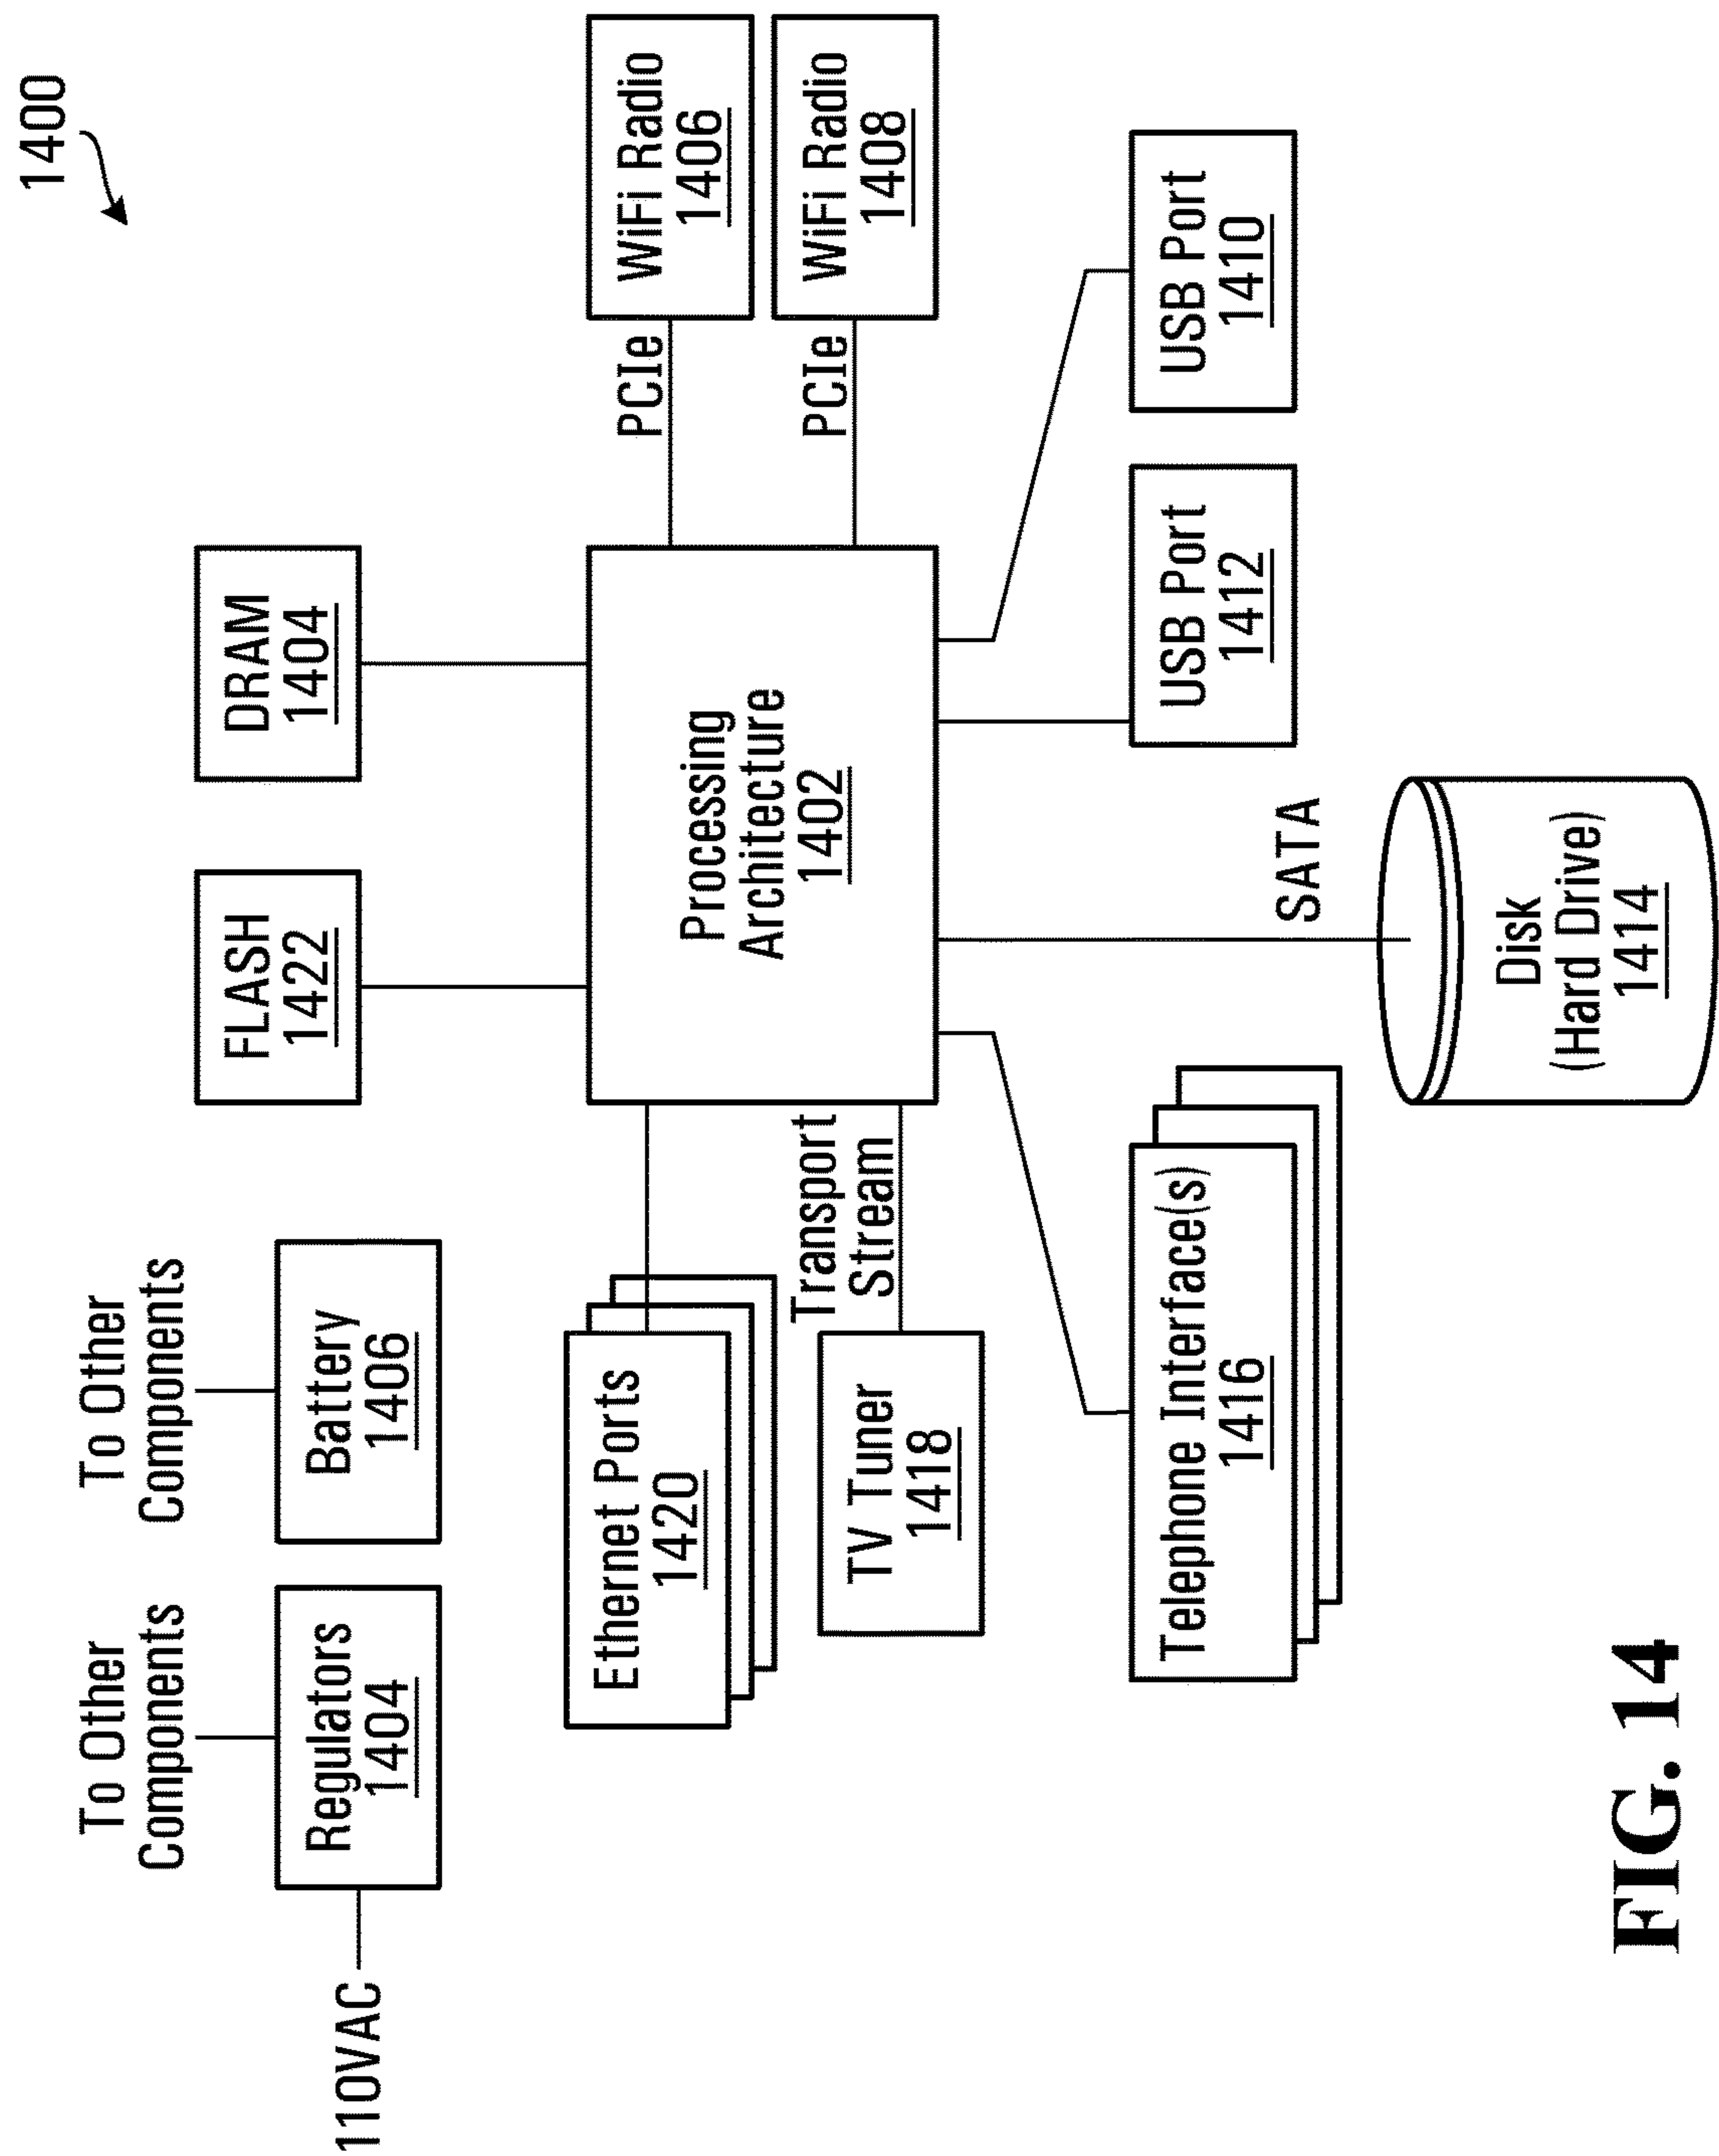 1400
To Other
Components
To Other
Components
110VAC
Regulators
1404
Battery
1406
FLASH
1422
DRAM
1404
Ethernet Ports
1420
TV Tuner
1418
Transport
Stream
Processing
Architecture
1402
PCIe
WiFi Radio
1406
PCIe
WiFi Radio
1408
Telephone Interface(s)
1416
SATA
Disk
(Hard Drive)
1414
USB Port
1412
USB Port
1410
FIG. 14